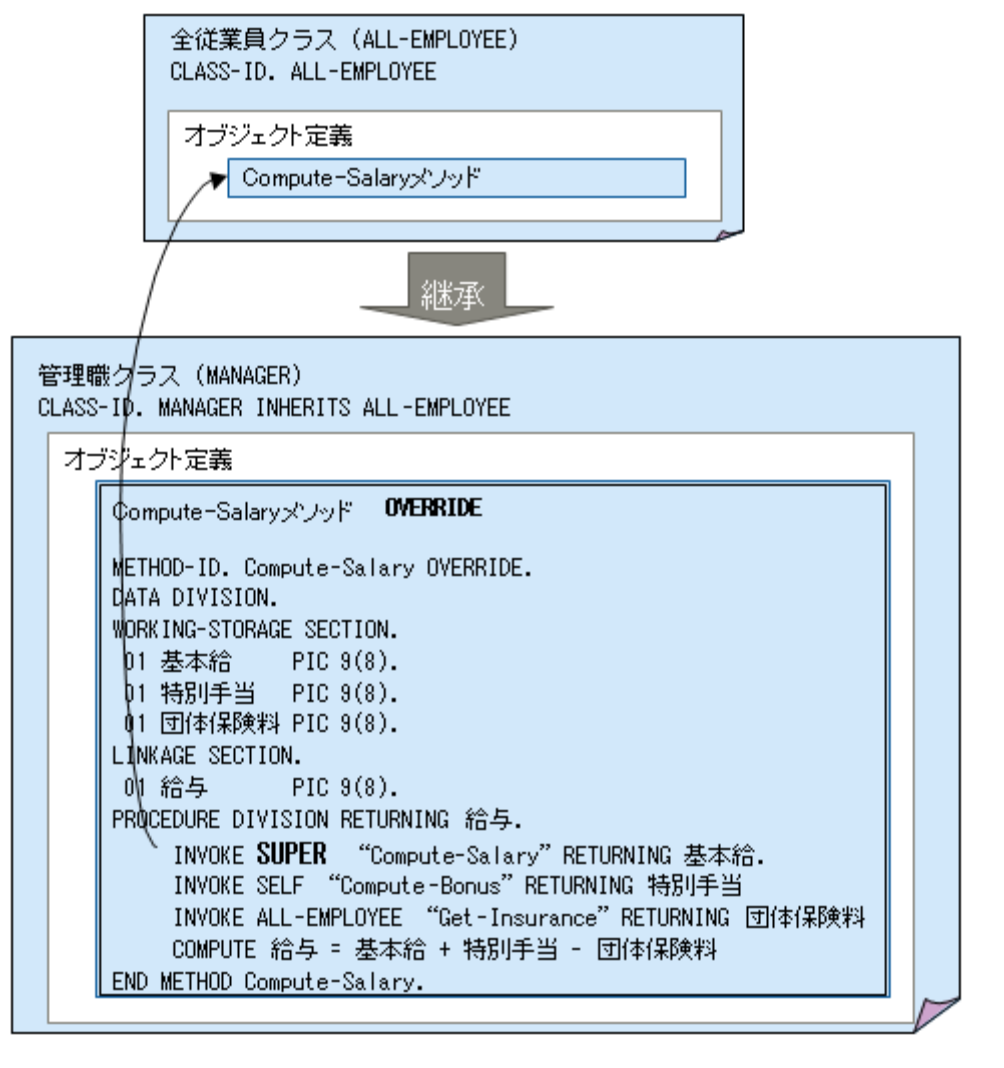 全従業員クラス (ALL-EMPLOYEE)
CLASS-ID. ALL-EMPLOYEE
オブジェクト定義
Compute-Salaryメソッド
継承
管理職クラス (MANAGER)
CLASS-ID. MANAGER INHERITS ALL-EMPLOYEE
オブジェクト定義
Compute-Salaryメソッド OVERRIDE
METHOD-ID. Compute-Salary OVERRIDE.
DATA DIVISION.
WORKING-STORAGE SECTION.
01 基本給 PIC 9(8).
01 特別手当 PIC 9(8).
01 団体保険料 PIC 9(8).
LINKAGE SECTION.
01 給与 PIC 9(8).
PROCEDURE DIVISION RETURNING 給与.
INVOKE SUPER “Compute-Salary” RETURNING 基本給.
INVOKE SELF “Compute-Bonus” RETURNING 特別手当
INVOKE ALL-EMPLOYEE “Get-Insurance” RETURNING 団体保険料
COMPUTE 給与 = 基本給 + 特別手当 - 団体保険料
END METHOD Compute-Salary.